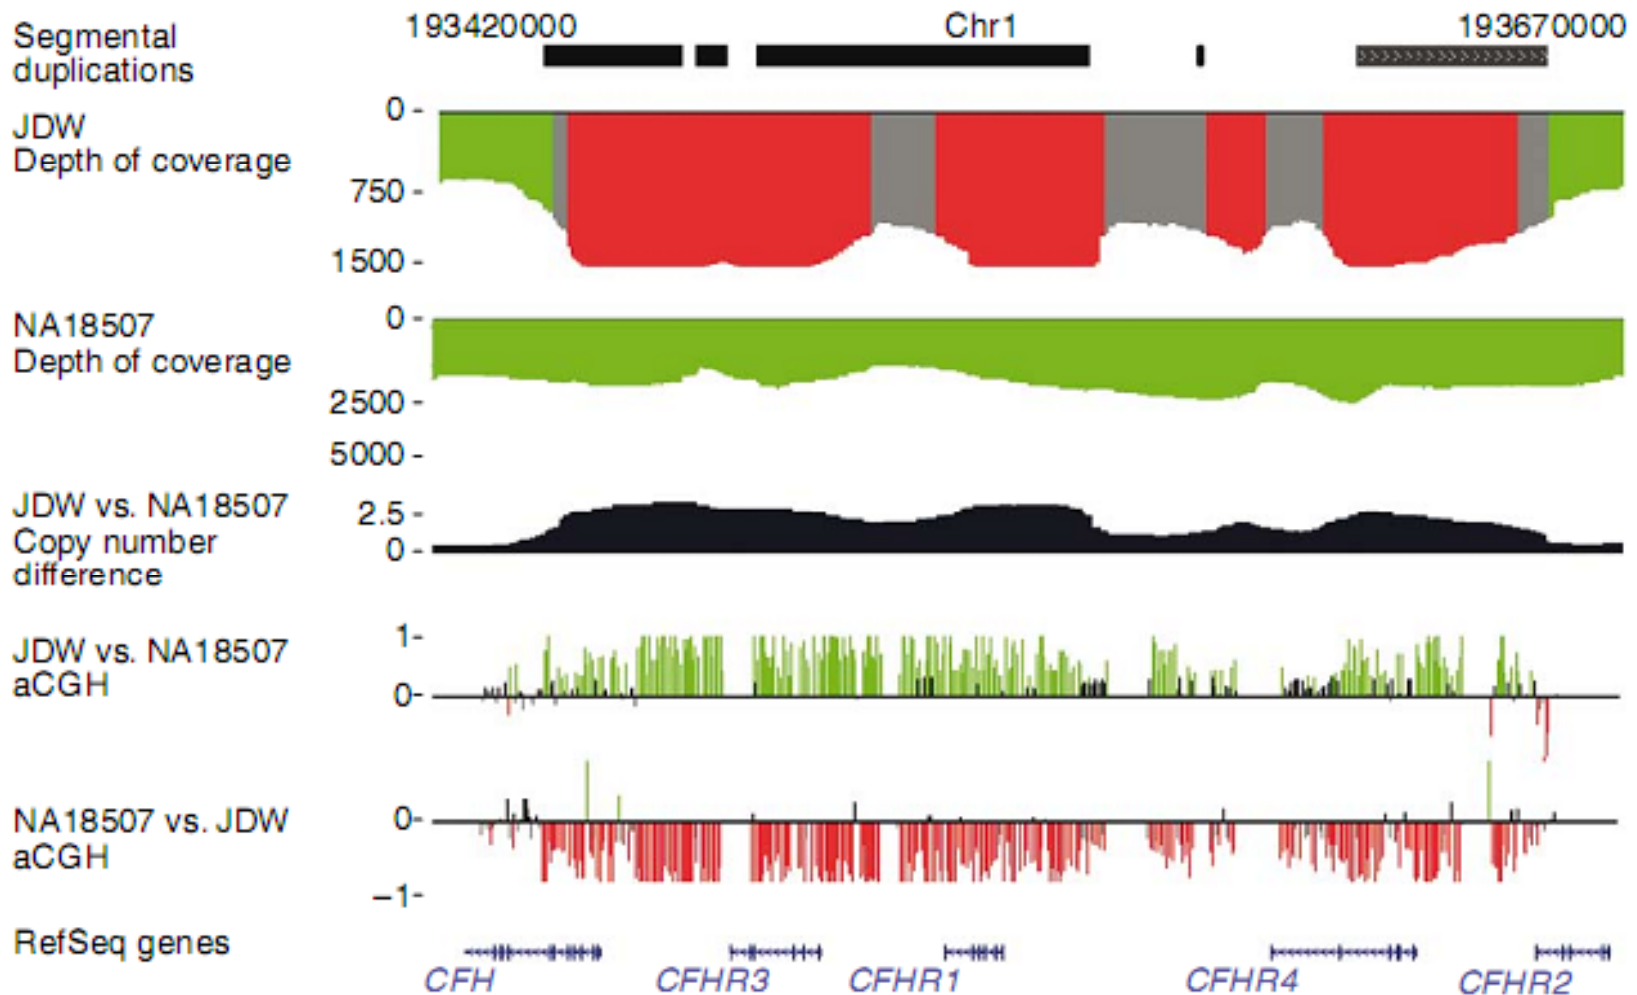 193420000 Chr1 193670000
Segmental
duplications
0 -
JDW
Depth of coverage
750 -
1500 -
0 -
NA18507
Depth of coverage
2500 -
5000 -
JDW vs. NA18507
Copy number
difference
2.5 -
0 -
1-
JDW vs. NA18507
aCGH
0-
NA18507 vs. JDW
aCGH
0-
–1-
RefSeq genes
CFH CFHR3 CFHR1 CFHR4 CFHR2